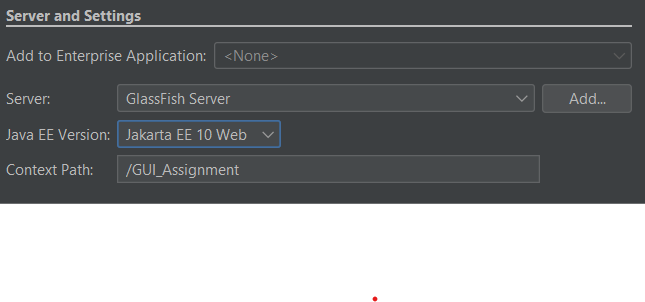 Server and Settings
Add to Enterprise Application: <None>
Server: GlassFish Server Add...
Java EE Version: Jakarta EE 10 Web
Context Path: /GUI_Assignment